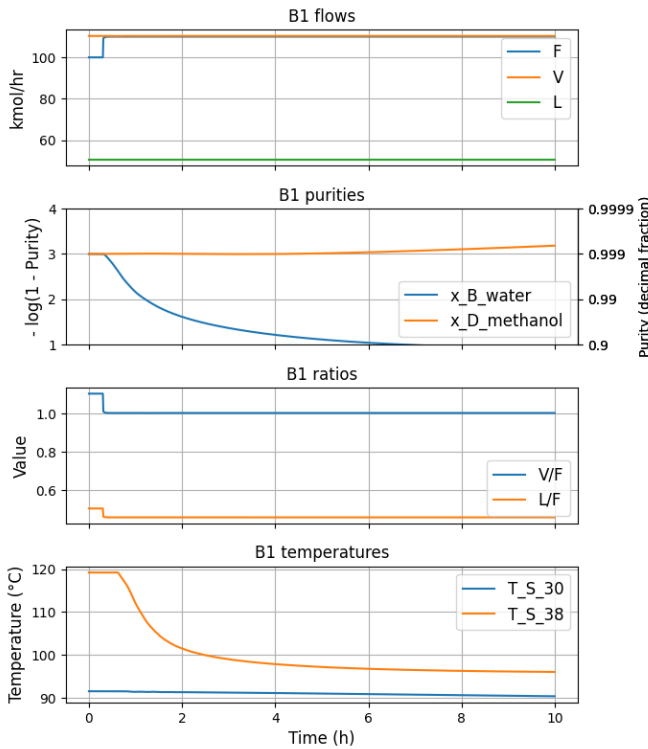 B1 flows
kmol/hr
100
80
60
F
V
L
B1 purities
- log(1 - Purity)
4
3
2
1
0.9999
0.999
0.99
0.9
Purity (decimal fraction)
x_B_water
x_D_methanol
B1 ratios
Value
1.0
0.8
0.6
V/F
L/F
B1 temperatures
Temperature (°C)
120
110
100
90
T_S_30
T_S_38
0
2
4
6
8
10
Time (h)